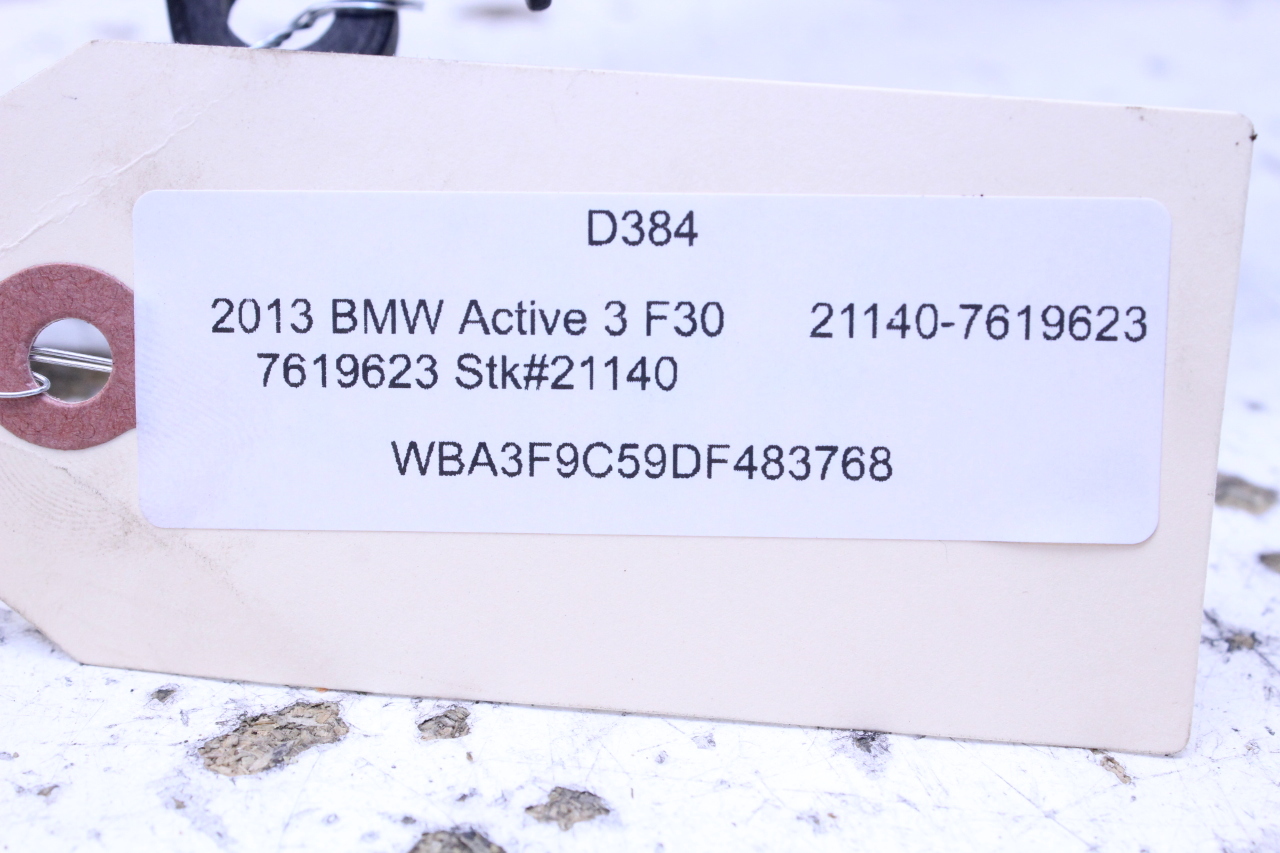 D384
2013 BMW Active 3 F30 21140-7619623
7619623 Stk#21140
WBA3F9C59DF483768